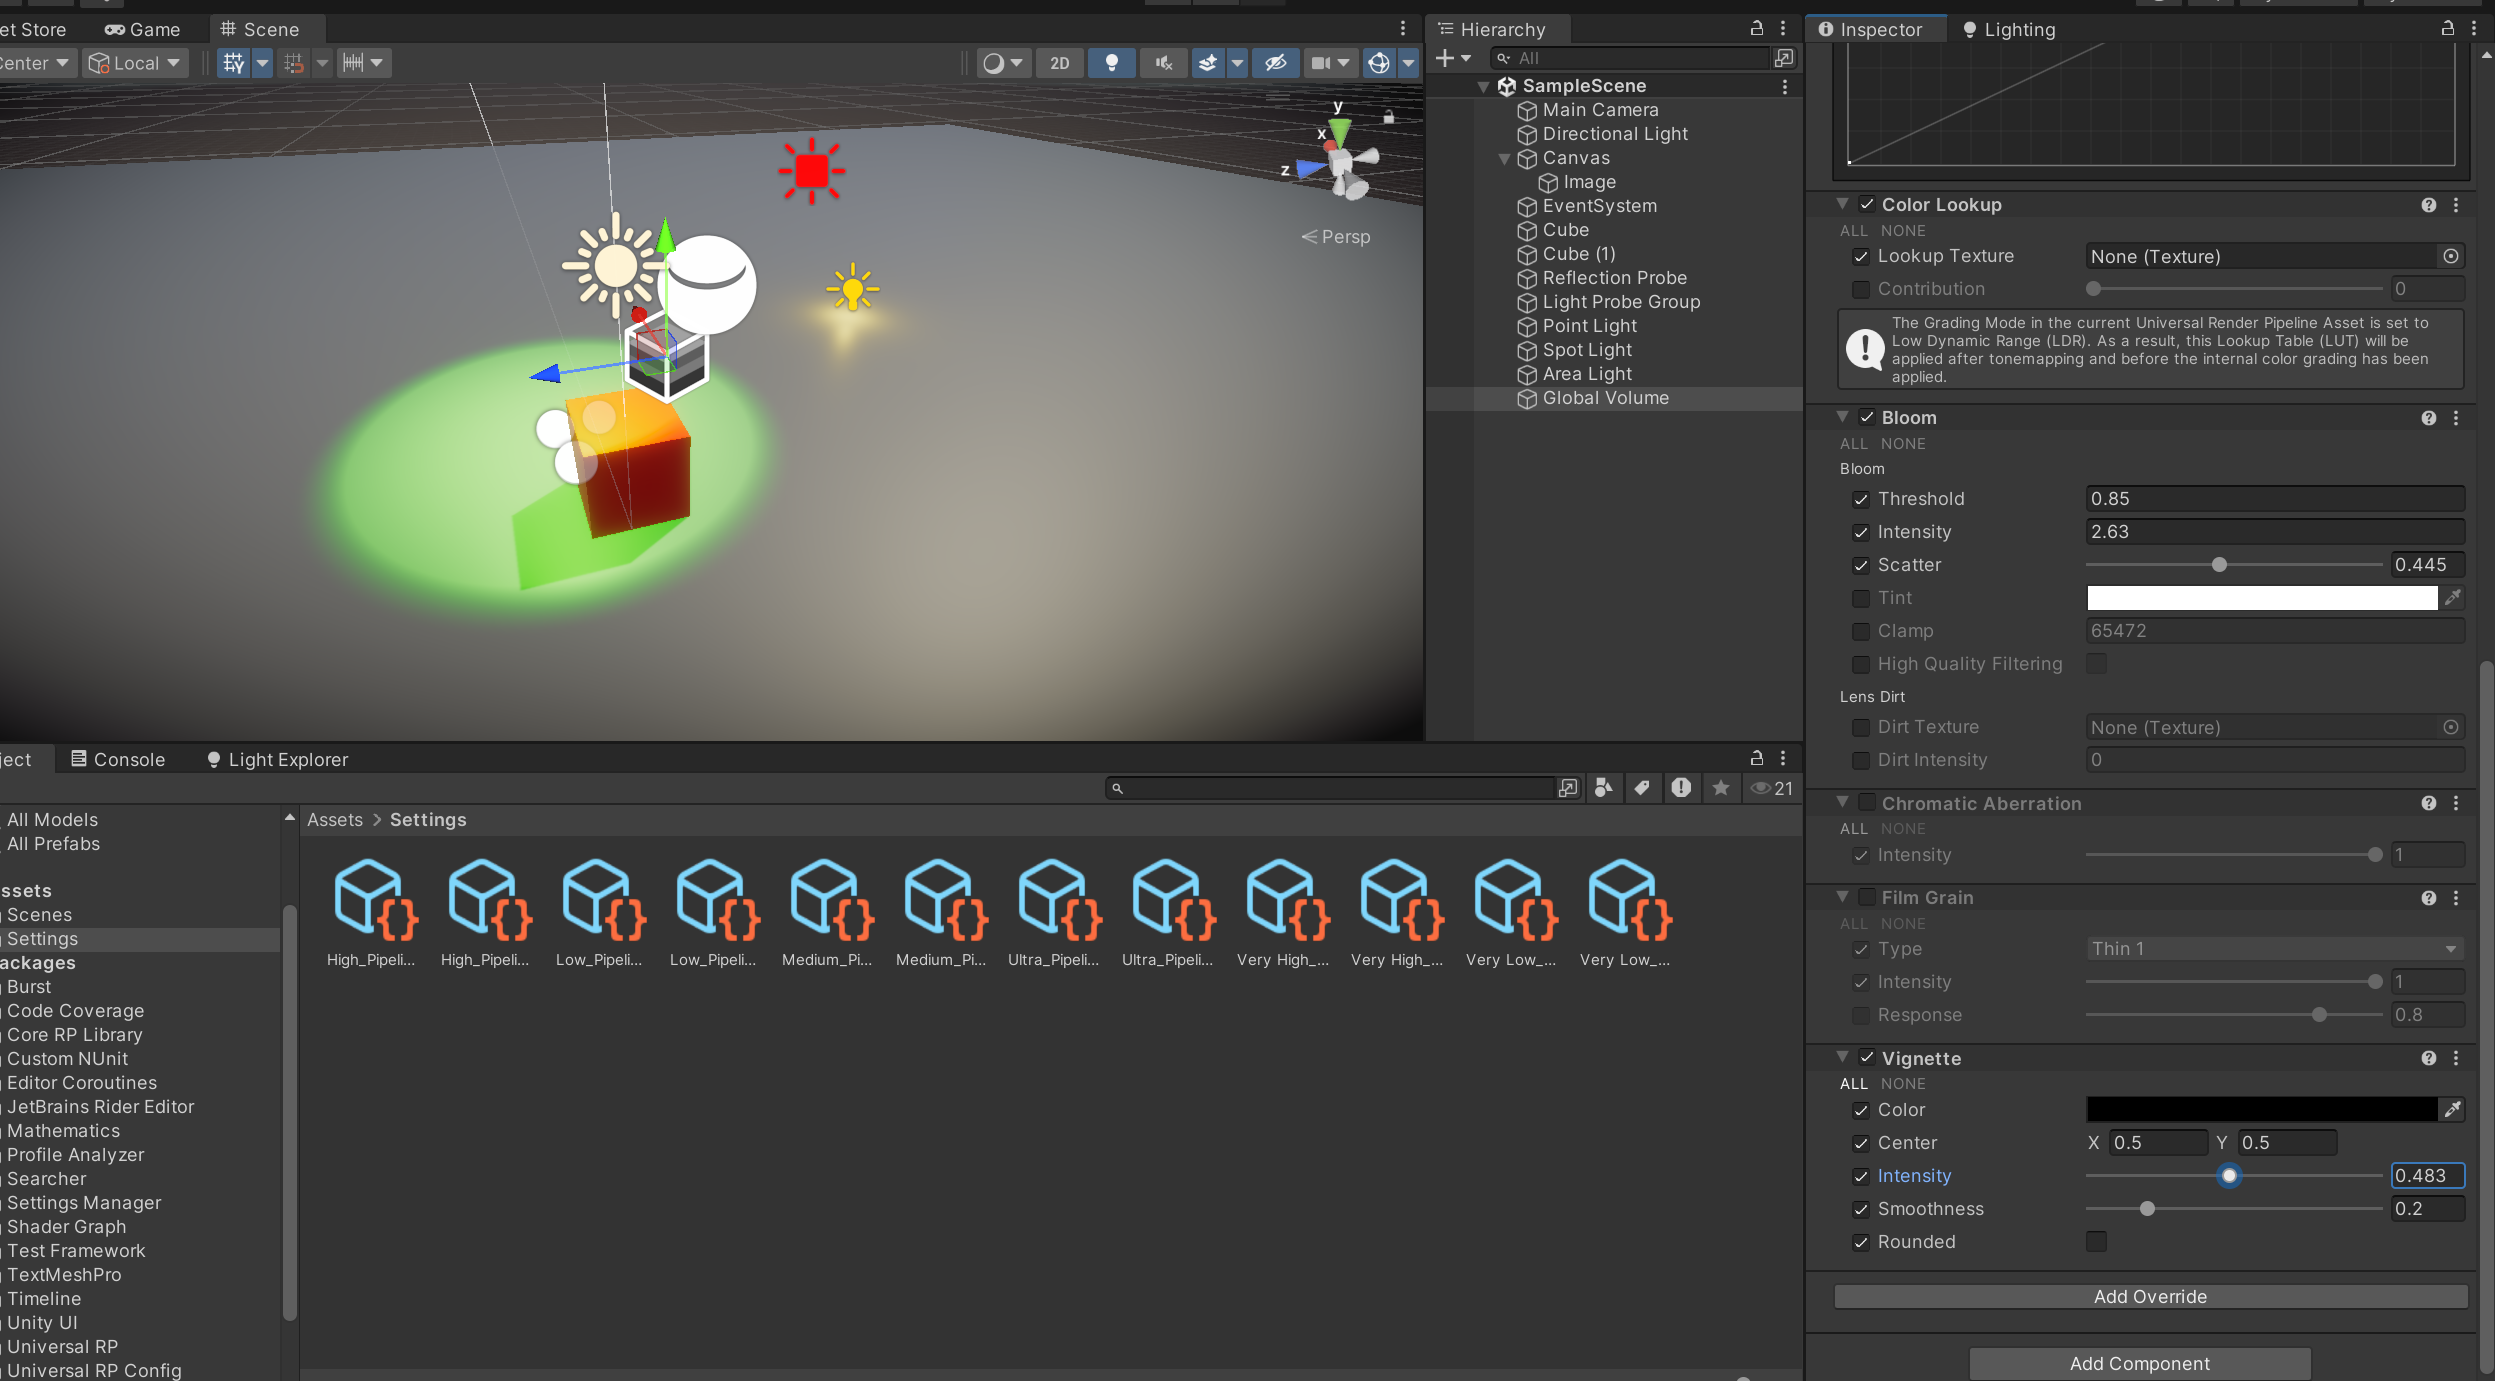 et Store
Game
Scene
Center
Local
2D
y
x
z
Persp
Hierarchy
All
SampleScene
Main Camera
Directional Light
Canvas
Image
EventSystem
Cube
Cube (1)
Reflection Probe
Light Probe Group
Point Light
Spot Light
Area Light
Global Volume
Inspector
Lighting
Color Lookup
ALL NONE
Lookup Texture None (Texture)
Contribution 0
The Grading Mode in the current Universal Render Pipeline Asset is set to
Low Dynamic Range (LDR). As a result, this Lookup Table (LUT) will be
applied after tonemapping and before the internal color grading has been
applied.
Bloom
ALL NONE
Bloom
Threshold 0.85
Intensity 2.63
Scatter 0.445
Tint
Clamp 65472
High Quality Filtering
Lens Dirt
Dirt Texture None (Texture)
Dirt Intensity 0
Chromatic Aberration
ALL NONE
Intensity 1
Film Grain
ALL NONE
Type Thin 1
Intensity 1
Response 0.8
Vignette
ALL NONE
Color
Center X 0.5 Y 0.5
Intensity 0.483
Smoothness 0.2
Rounded
Add Override
Add Component
ject
Console
Light Explorer
21
All Models
All Prefabs
ssets
Scenes
Settings
ackages
Burst
Code Coverage
Core RP Library
Custom NUnit
Editor Coroutines
JetBrains Rider Editor
Mathematics
Profile Analyzer
Searcher
Settings Manager
Shader Graph
Test Framework
TextMeshPro
Timeline
Unity UI
Universal RP
Universal RP Config
Assets > Settings
High_Pipeli...
High_Pipeli...
Low_Pipeli...
Low_Pipeli...
Medium_Pi...
Medium_Pi...
Ultra_Pipeli...
Ultra_Pipeli...
Very High_...
Very High_...
Very Low_...
Very Low_...